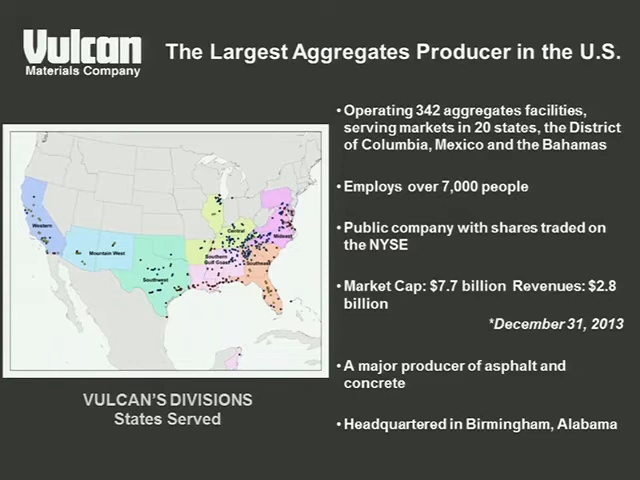 Vulcan
Materials Company
The Largest Aggregates Producer in the U.S.
• Operating 342 aggregates facilities,
serving markets in 20 states, the District
of Columbia, Mexico and the Bahamas
• Employs over 7,000 people
• Public company with shares traded on
the NYSE
• Market Cap: $7.7 billion Revenues: $2.8
billion
*December 31, 2013
• A major producer of asphalt and
concrete
• Headquartered in Birmingham, Alabama
Western
Mountain West
Southwest
Southern
Gulf Coast
Central
Mideast
Southeast
VULCAN'S DIVISIONS
States Served